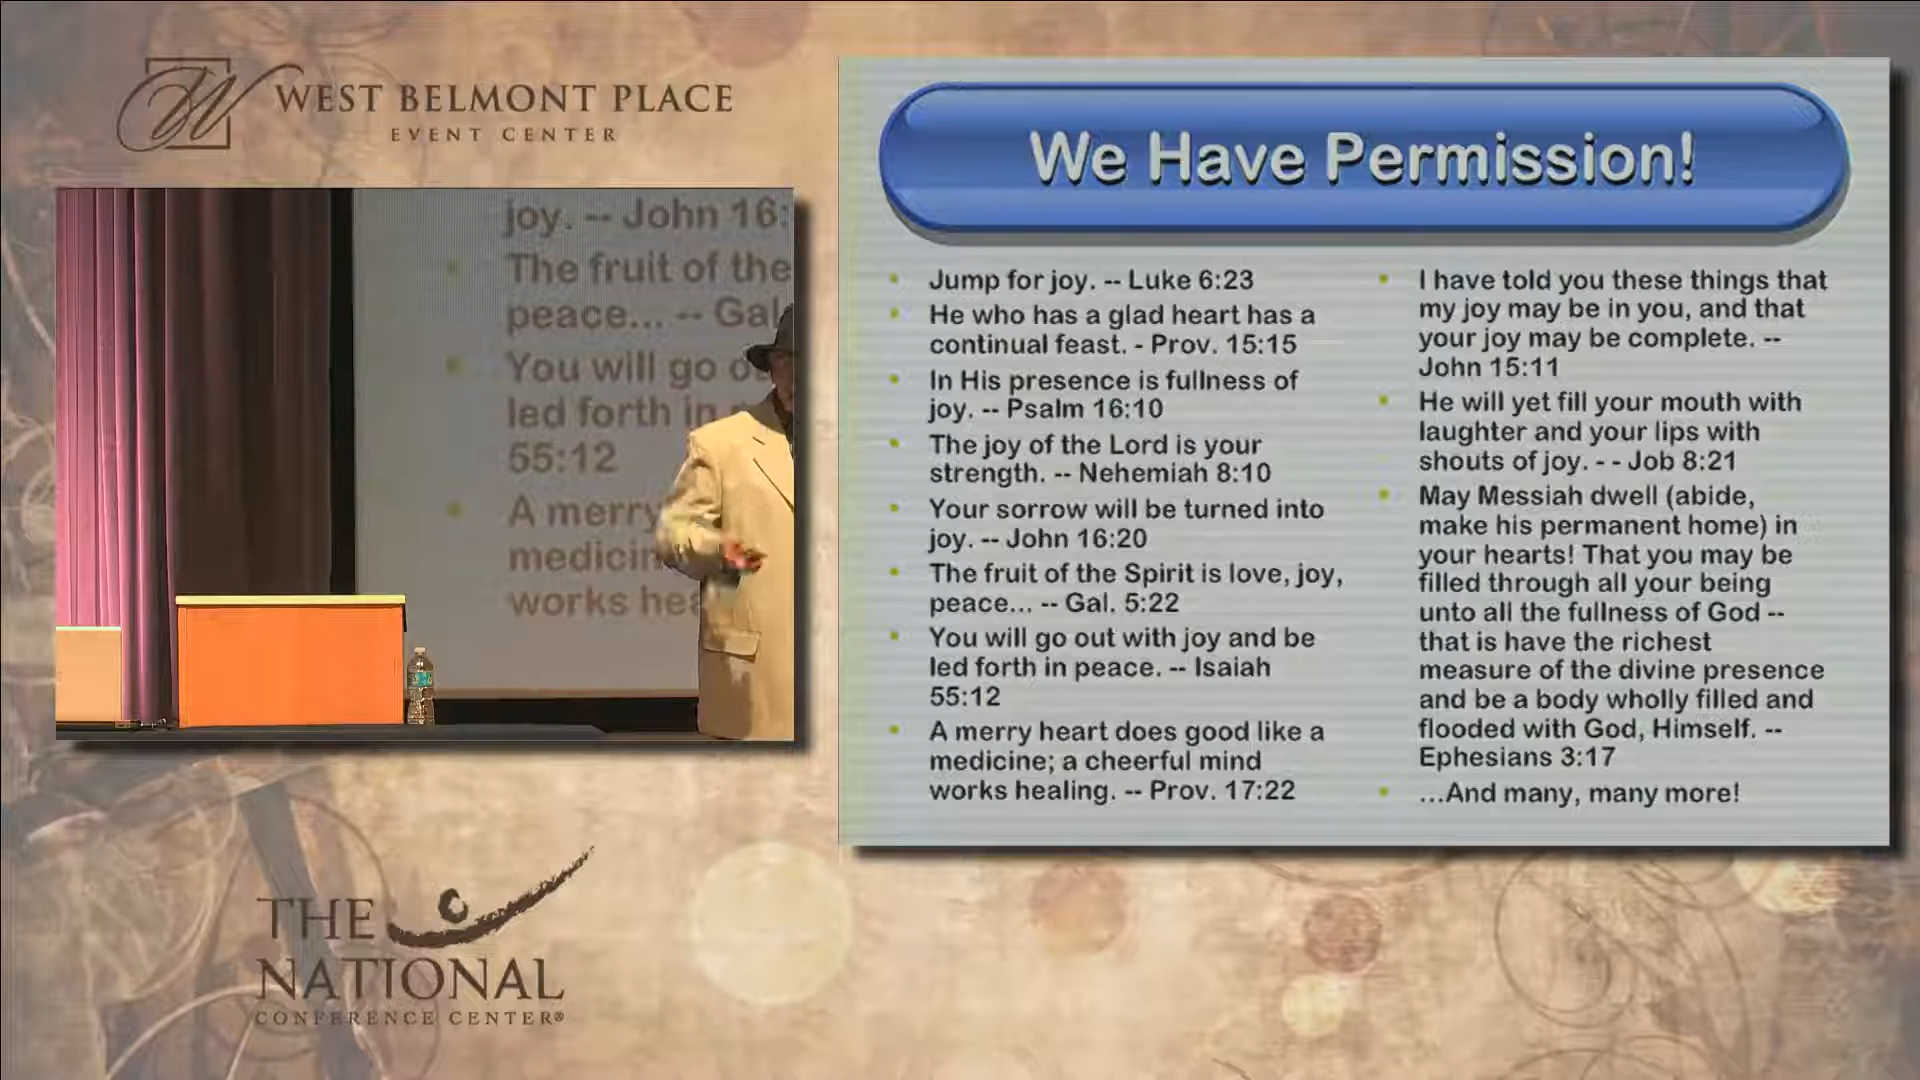 WEST BELMONT PLACE
EVENT CENTER
joy. -- John 16:
The fruit of the
peace... -- Gal
You will go
led forth in
55:12
A merry
medicin
works hea
THE
NATIONAL
CONFERENCE CENTER®
We Have Permission!
Jump for joy. -- Luke 6:23
He who has a glad heart has a
continual feast. - Prov. 15:15
In His presence is fullness of
joy. -- Psalm 16:10
The joy of the Lord is your
strength. -- Nehemiah 8:10
Your sorrow will be turned into
joy. -- John 16:20
The fruit of the Spirit is love, joy,
peace... -- Gal. 5:22
You will go out with joy and be
led forth in peace. -- Isaiah
55:12
A merry heart does good like a
medicine; a cheerful mind
works healing. -- Prov. 17:22
I have told you these things that
my joy may be in you, and that
your joy may be complete. --
John 15:11
He will yet fill your mouth with
laughter and your lips with
shouts of joy. - - Job 8:21
May Messiah dwell (abide,
make his permanent home) in
your hearts! That you may be
filled through all your being
unto all the fullness of God --
that is have the richest
measure of the divine presence
and be a body wholly filled and
flooded with God, Himself. --
Ephesians 3:17
...And many, many more!